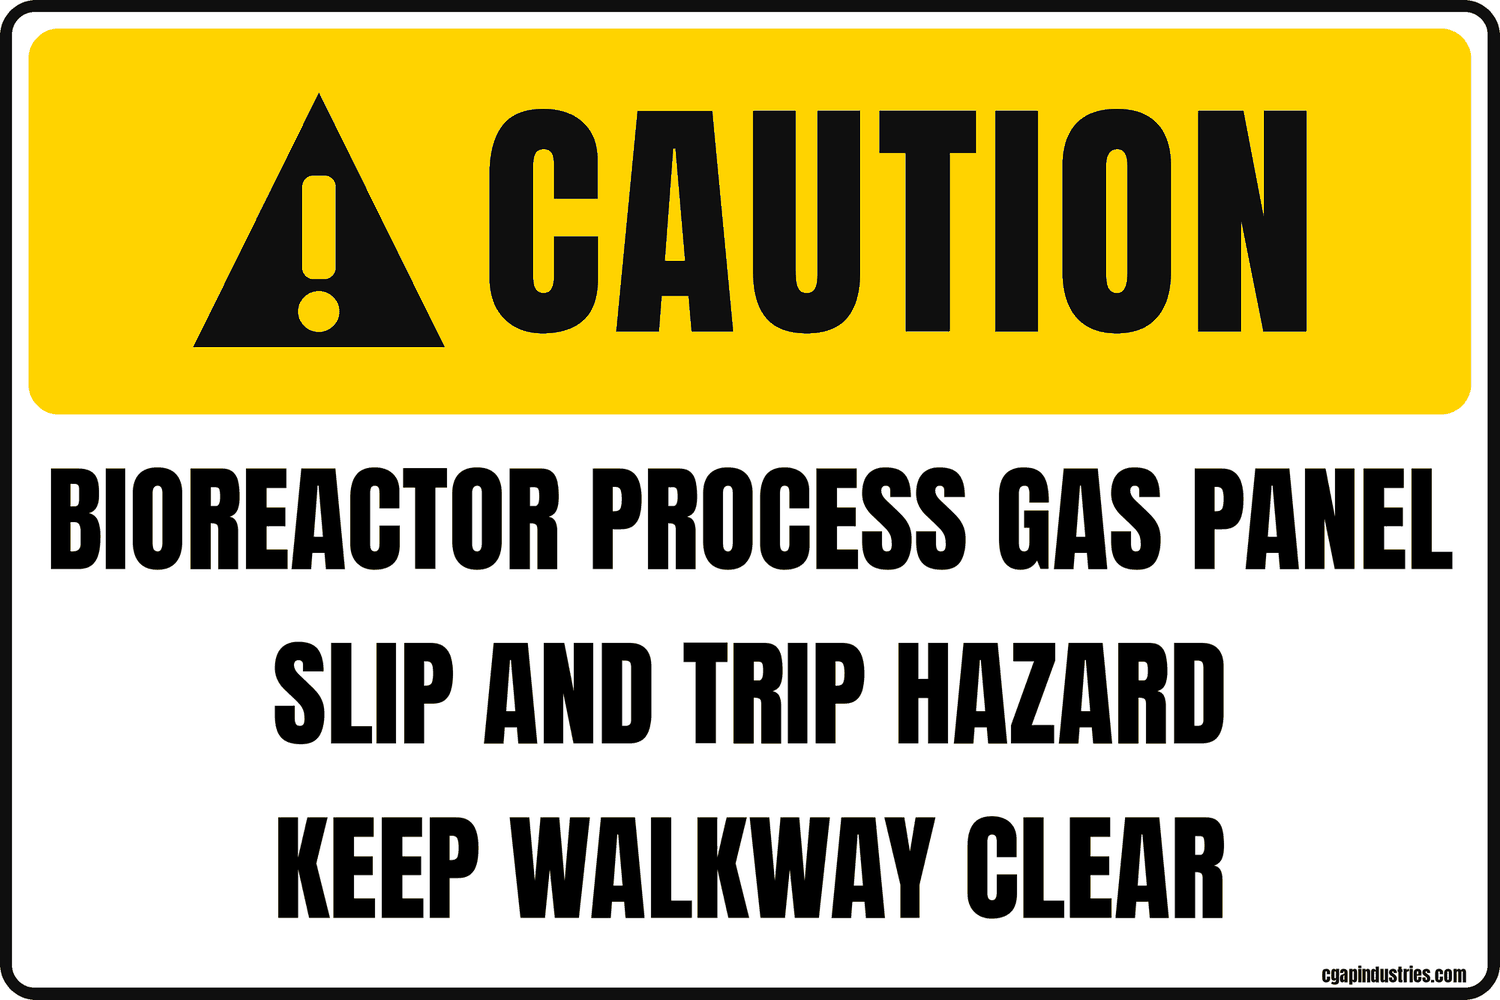 CAUTION
BIOREACTOR PROCESS GAS PANEL
SLIP AND TRIP HAZARD
KEEP WALKWAY CLEAR
cgapindustries.com